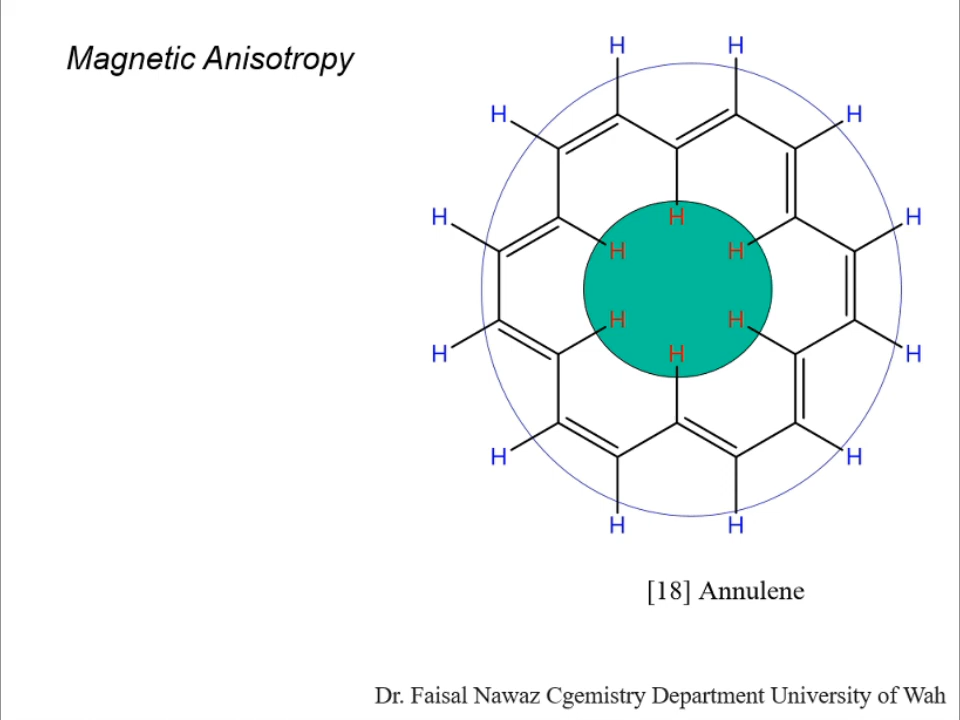 Magnetic Anisotropy
H H
H H
H H
H
H H
H H
H
H H
H H
H H
[18] Annulene
Dr. Faisal Nawaz Cgemistry Department University of Wah